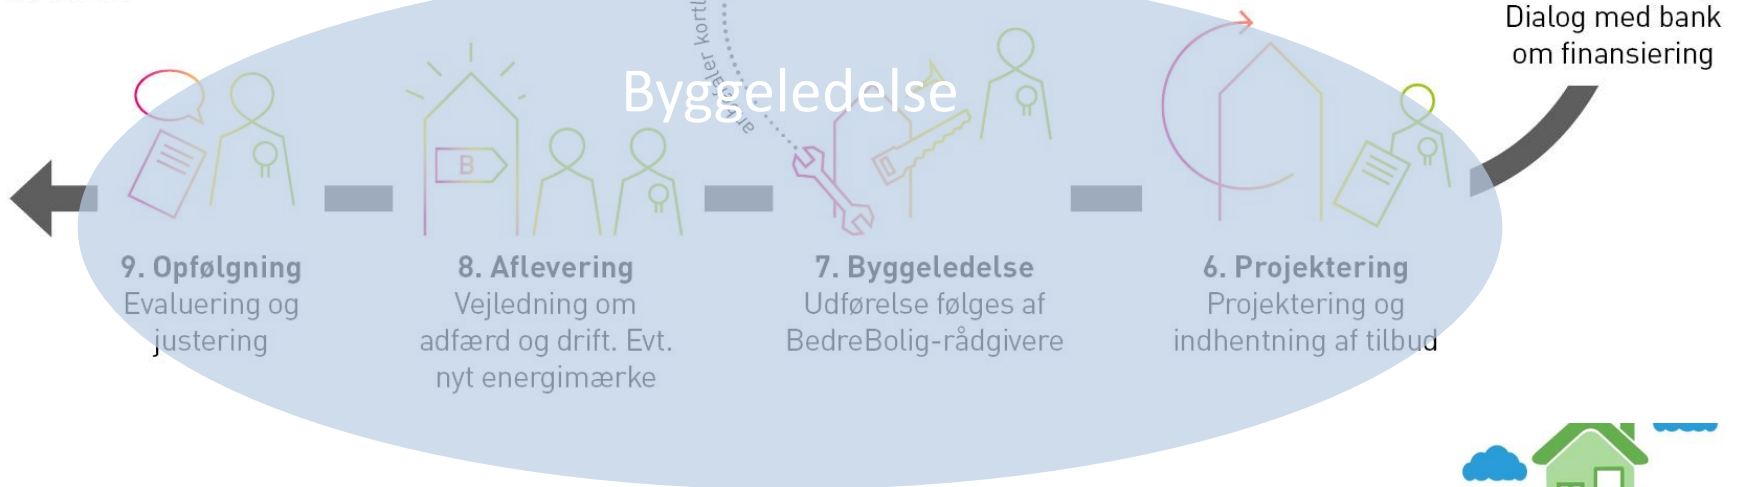 Dialog med bank
om finansiering
Byggeledelse
B
9. Opfølgning
Evaluering og
justering
8. Aflevering
Vejledning om
adfærd og drift. Evt.
nyt energimærke
7. Byggeledelse
Udførelse følges af
BedreBolig-rådgivere
6. Projektering
Projektering og
indhentning af tilbud